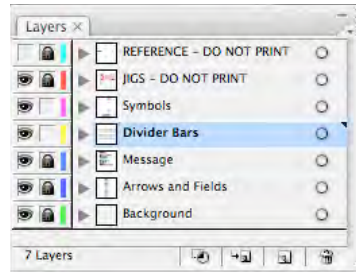 Layers ×
REFERENCE - DO NOT PRINT
JIGS - DO NOT PRINT
Symbols
Divider Bars
Message
Arrows and Fields
Background
7 Layers